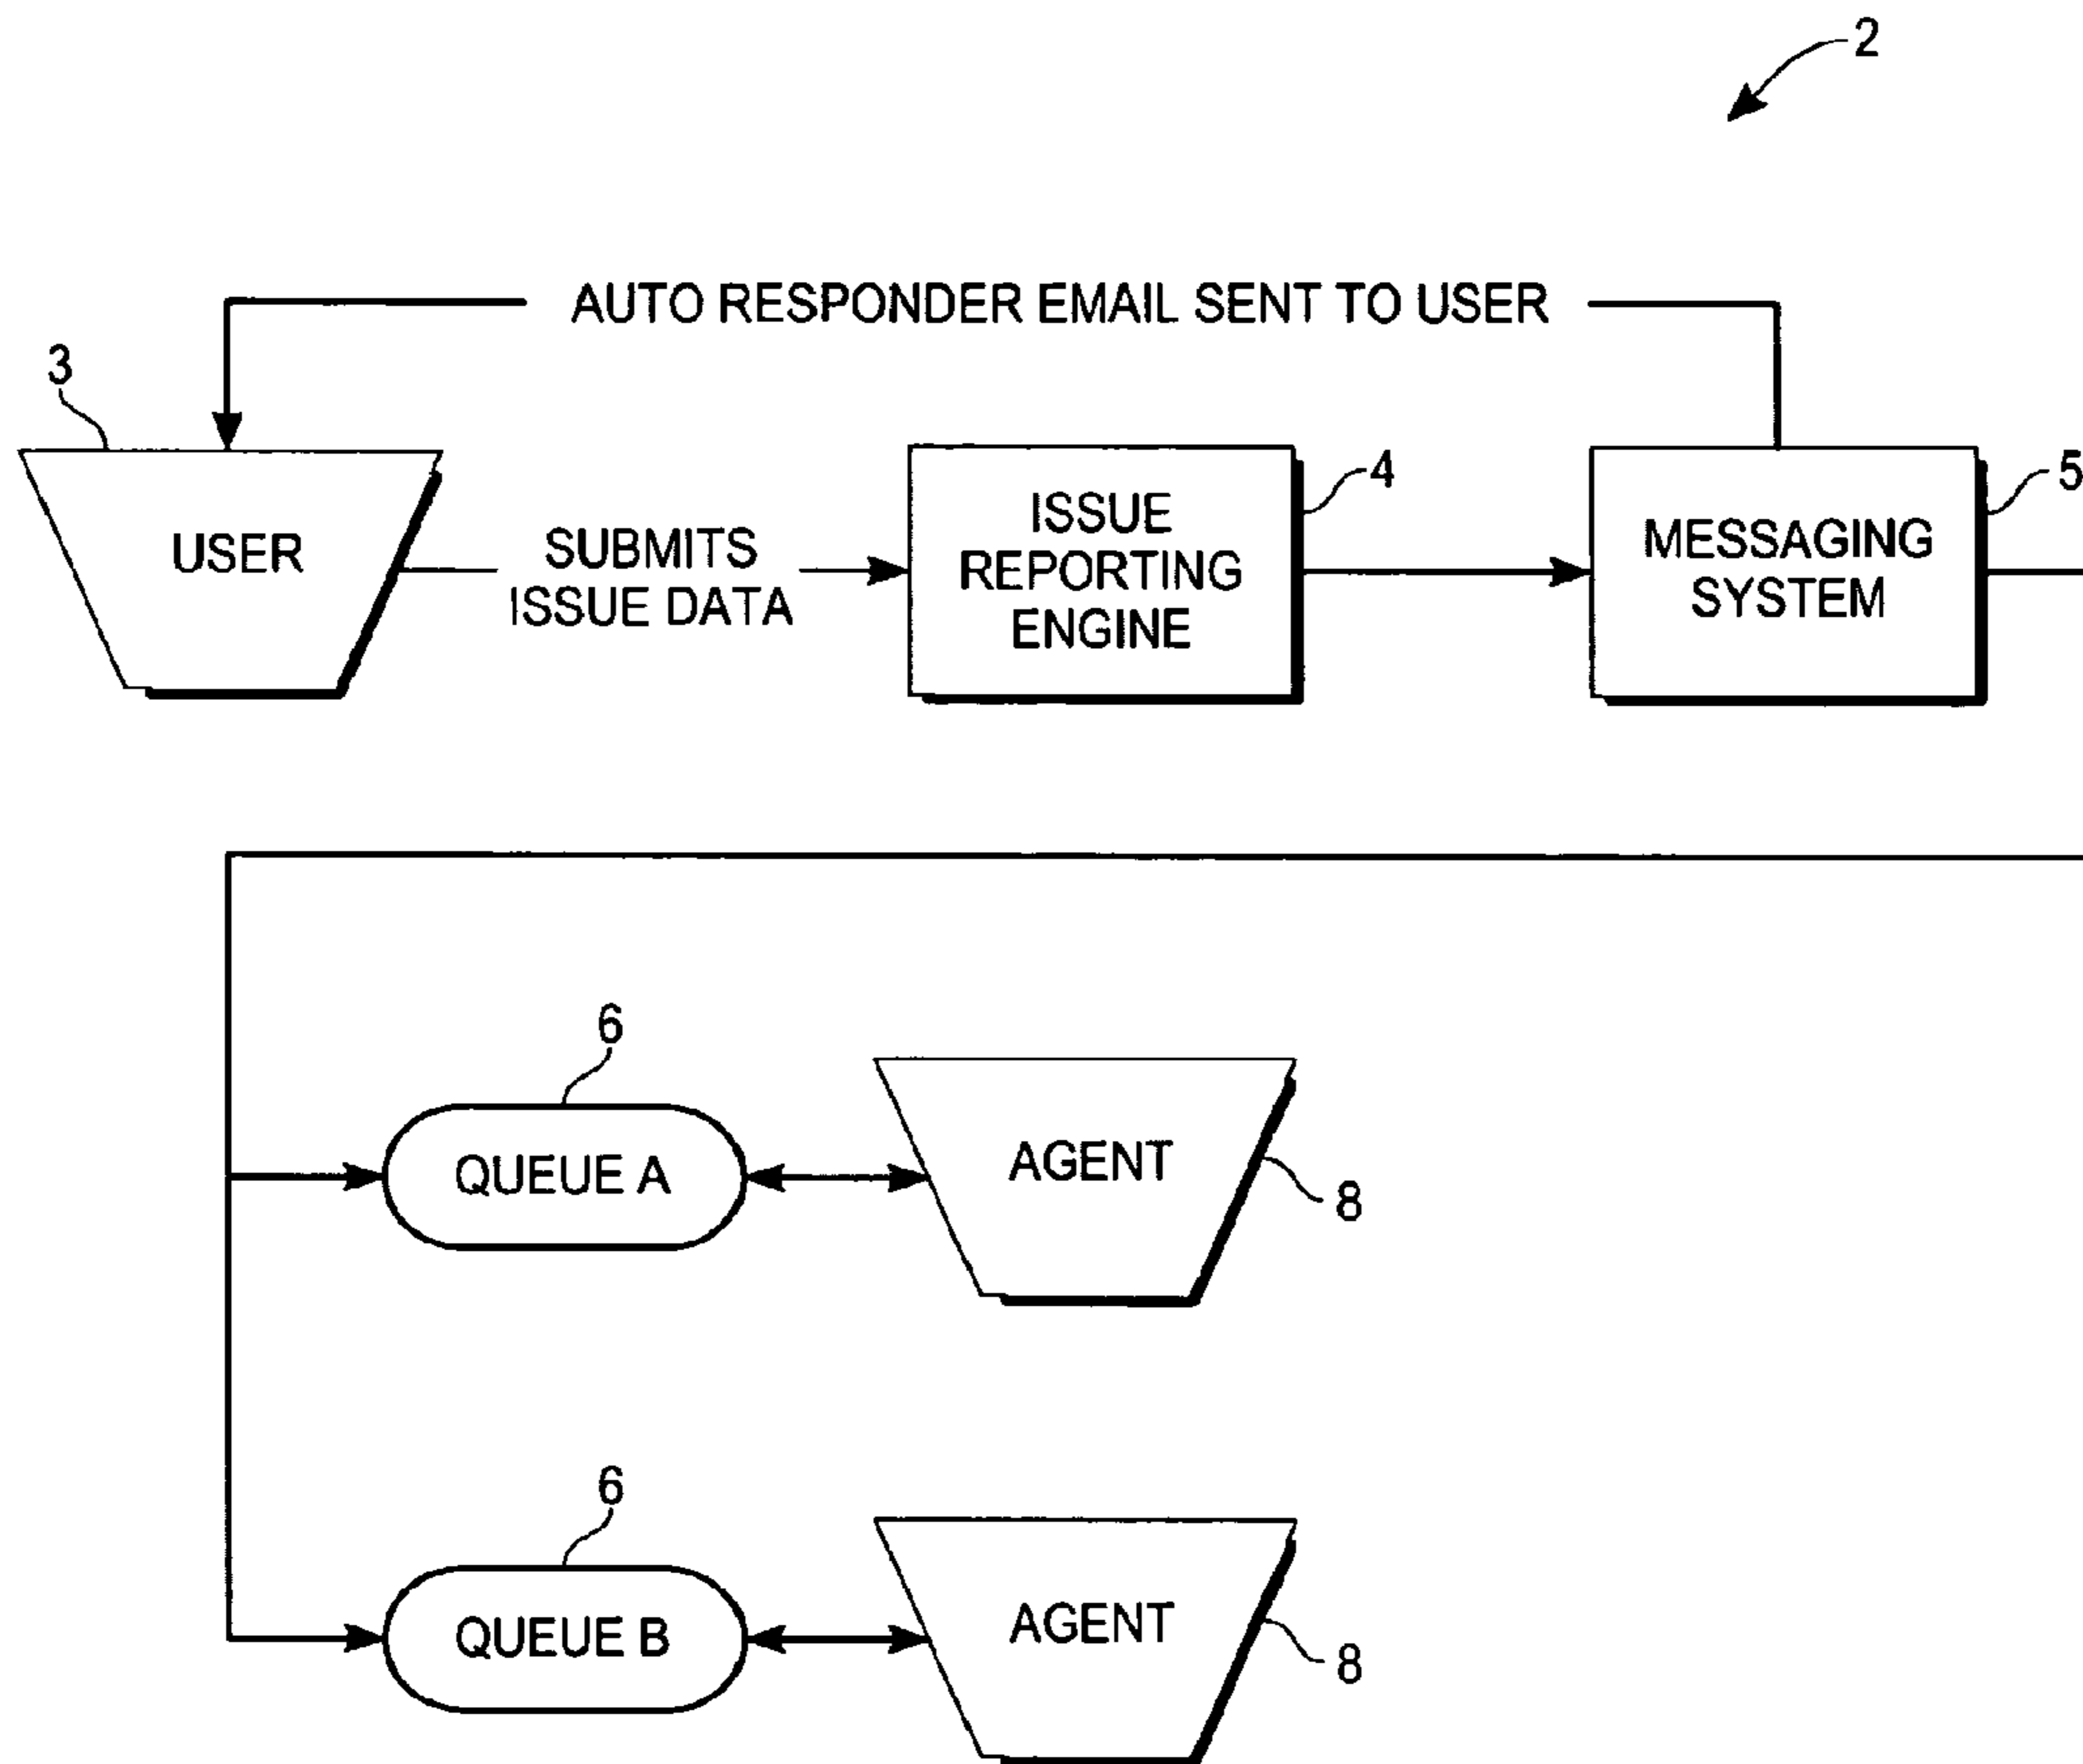 2
AUTO RESPONDER EMAIL SENT TO USER
3
USER
SUBMITS
ISSUE DATA
ISSUE
REPORTING
ENGINE
4
MESSAGING
SYSTEM
5
6
QUEUE A
AGENT
8
6
QUEUE B
AGENT
8